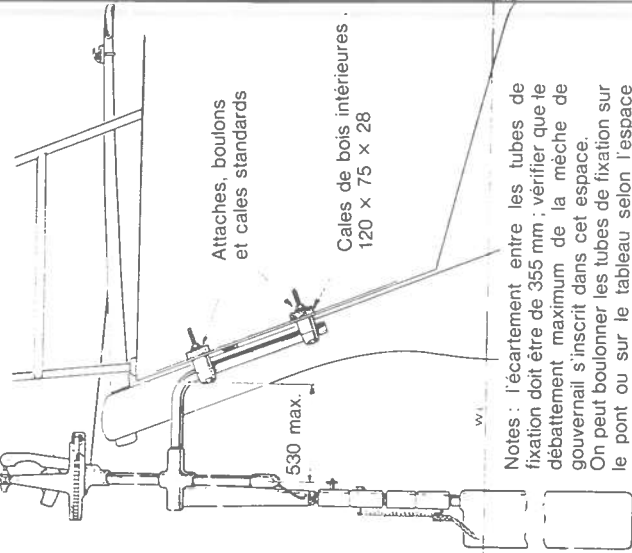 Attaches, boulons
et cales standards
Cales de bois intérieures.
120 × 75 × 28
530 max.
W
Notes : l'écartement entre les tubes de
fixation doit être de 355 mm ; vérifier que le
débattement maximum de la mèche de
gouvernail s'inscrit dans cet espace.
On peut boulonner les tubes de fixation sur
le pont ou sur le tableau selon l'espace